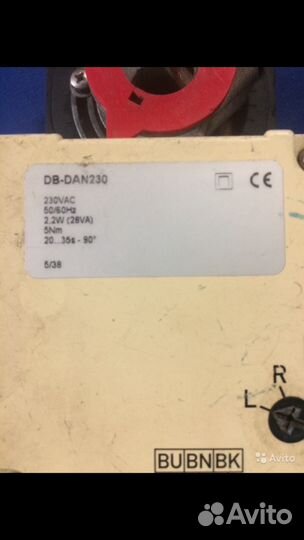 DB-DAN230
CE
230VAC
50/60Hz
2,2W (28VA)
5Nm
20...35s - 90°
5/38
R
L
BU BN BK
Avito
Avito